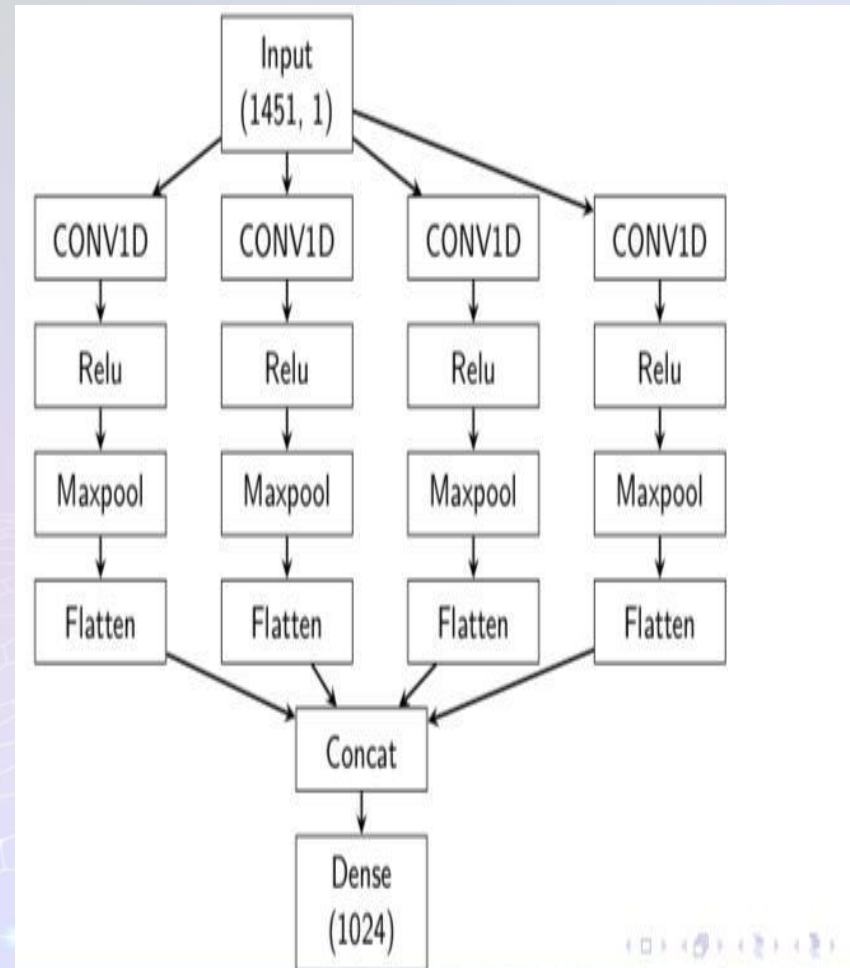 Input
(1451, 1)
CONV1D CONV1D CONV1D CONV1D
Relu Relu Relu Relu
Maxpool Maxpool Maxpool Maxpool
Flatten Flatten Flatten Flatten
Concat
Dense
(1024)